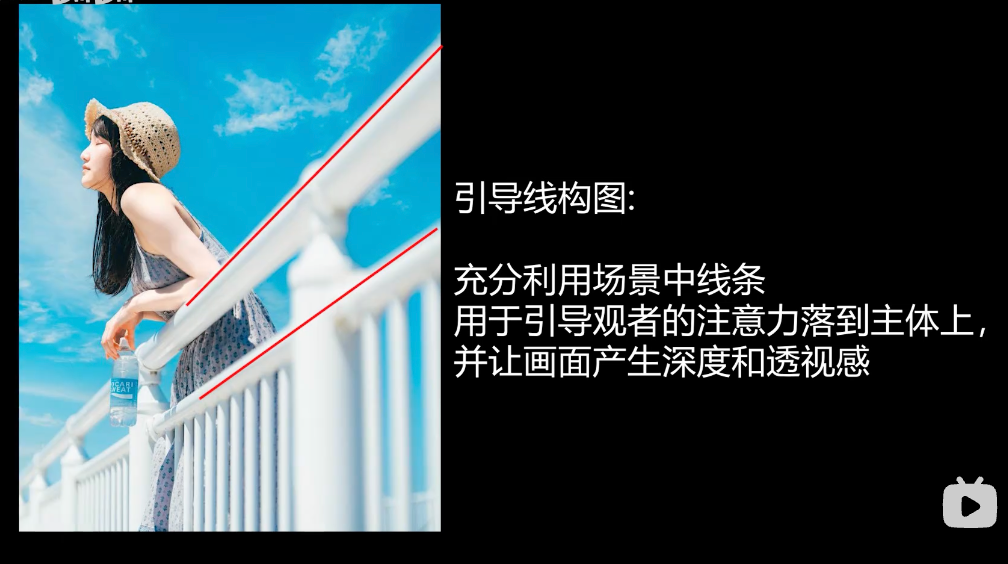 引导线构图:
充分利用场景中线条
用于引导观者的注意力落到主体上，
并让画面产生深度和透视感